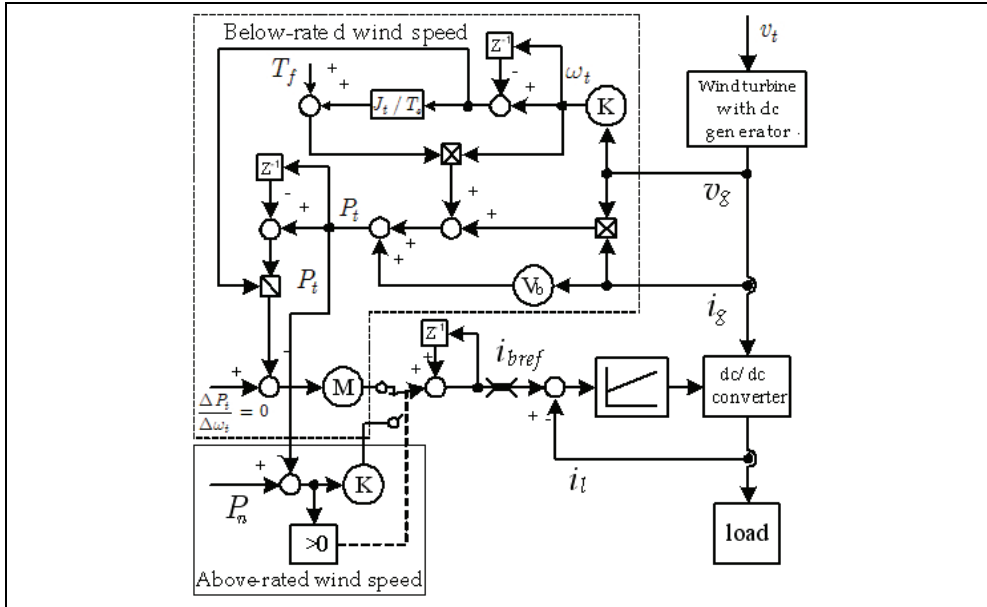 Below-rated wind speed
v_t
Z⁻¹
T_f
+
+
-
ω_t
+
+
J_t / T_s
K
Wind turbine
with dc
generator
Z⁻¹
-
+
P_t
+
+
v_g
+
+
P_t
V_b
i_g
-
Z⁻¹
+
i_bref
+
+
M
dc/dc
converter
ΔP_t
Δω_t
= 0
+
-
+
-
K
i_l
P_n
>0
load
Above-rated wind speed